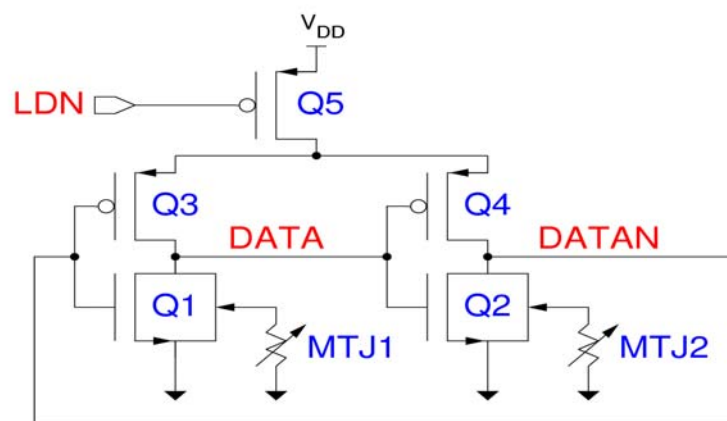 VDD
LDN
Q5
Q3
Q4
DATA
DATAN
Q1
Q2
MTJ1
MTJ2